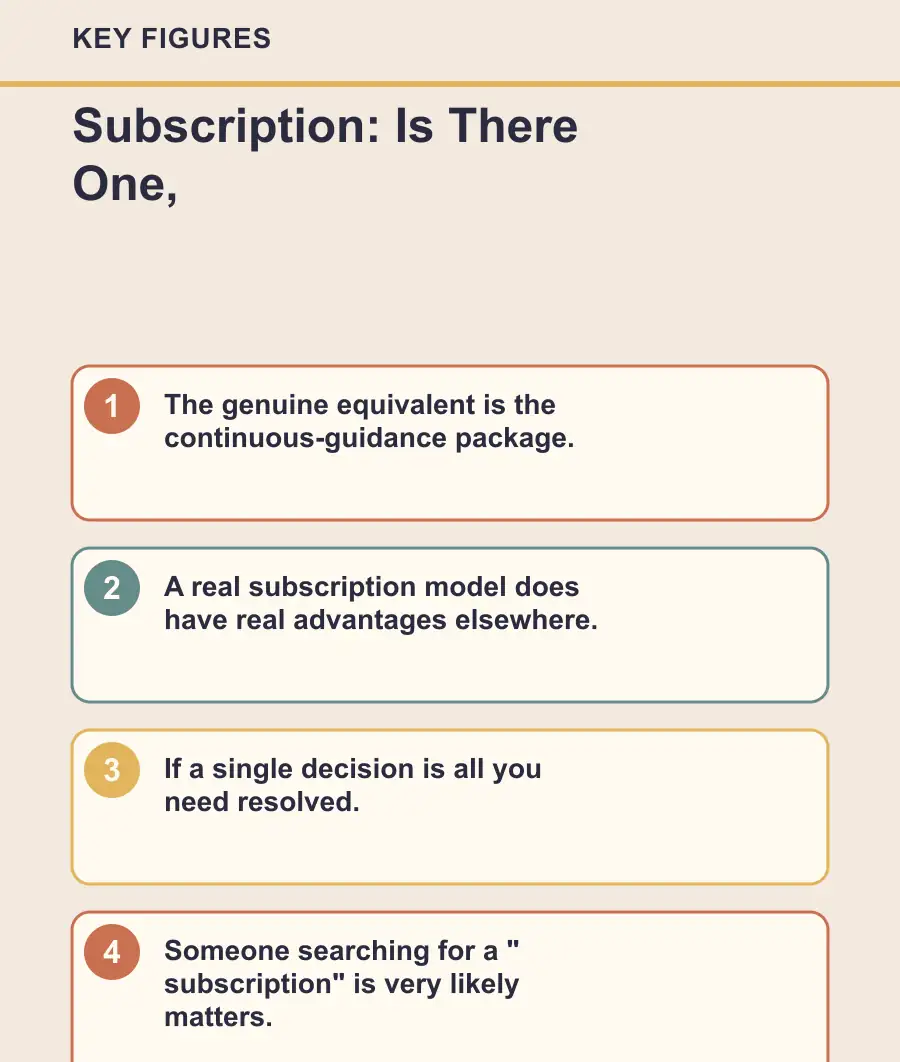 KEY FIGURES
Subscription: Is There
One,
1
The genuine equivalent is the
continuous-guidance package.
2
A real subscription model does
have real advantages elsewhere.
3
If a single decision is all you
need resolved.
4
Someone searching for a "
subscription" is very likely
matters.